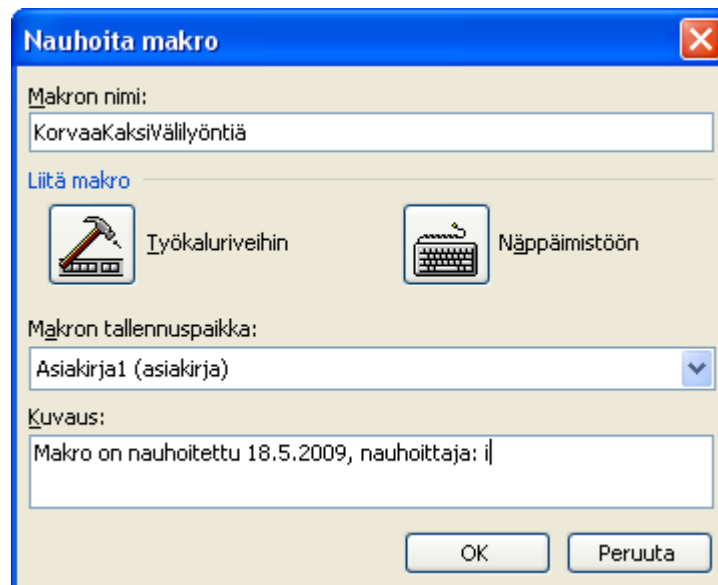 Nauhoita makro
Makron nimi:
KorvaaKaksiVälilyöntiä
Liitä makro
Työkaluriveihin
Näppäimistöön
Makron tallennuspaikka:
Asiakirja1 (asiakirja)
Kuvaus:
Makro on nauhoitettu 18.5.2009, nauhoittaja: i
OK
Peruuta